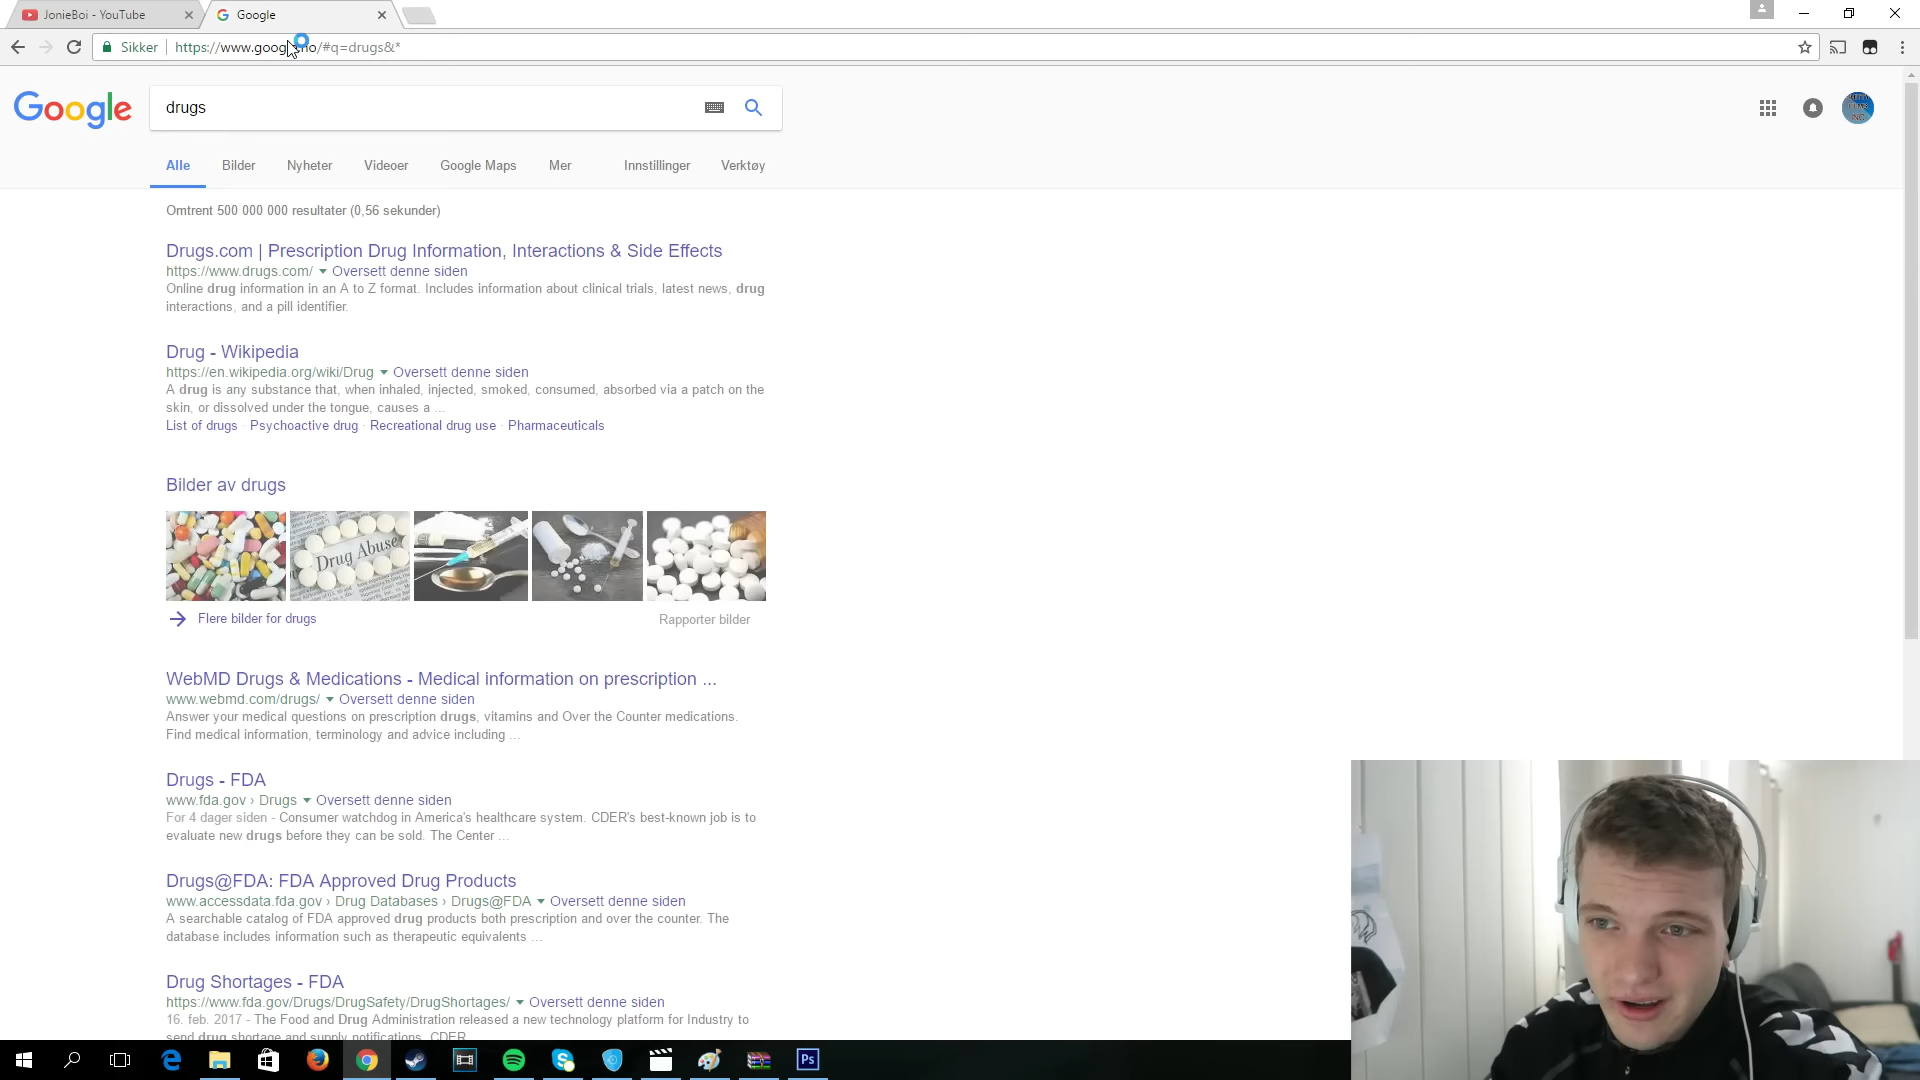 JonieBoi - YouTube
Google
Sikker
https://www.google.no/#q=drugs&*
Google
drugs
Alle
Bilder
Nyheter
Videoer
Google Maps
Mer
Innstillinger
Verktøy
Omtrent 500 000 000 resultater (0,56 sekunder)
Drugs.com | Prescription Drug Information, Interactions & Side Effects
https://www.drugs.com/ Oversett denne siden
Online drug information in an A to Z format. Includes information about clinical trials, latest news, drug
interactions, and a pill identifier.
Drug - Wikipedia
https://en.wikipedia.org/wiki/Drug Oversett denne siden
A drug is any substance that, when inhaled, injected, smoked, consumed, absorbed via a patch on the
skin, or dissolved under the tongue, causes a ...
List of drugs · Psychoactive drug · Recreational drug use · Pharmaceuticals
Bilder av drugs
Drug Abuse
Flere bilder for drugs
Rapporter bilder
WebMD Drugs & Medications - Medical information on prescription ...
www.webmd.com/drugs/ Oversett denne siden
Answer your medical questions on prescription drugs, vitamins and Over the Counter medications.
Find medical information, terminology and advice including ...
Drugs - FDA
www.fda.gov › Drugs Oversett denne siden
For 4 dager siden - Consumer watchdog in America's healthcare system. CDER's best-known job is to
evaluate new drugs before they can be sold. The Center ...
Drugs@FDA: FDA Approved Drug Products
www.accessdata.fda.gov › Drug Databases › Drugs@FDA Oversett denne siden
A searchable catalog of FDA approved drug products both prescription and over the counter. The
database includes information such as therapeutic equivalents ...
Drug Shortages - FDA
https://www.fda.gov/Drugs/DrugSafety/DrugShortages/ Oversett denne siden
16. feb. 2017 - The Food and Drug Administration released a new technology platform for Industry to
send drug shortage and supply notifications. CDER
Ps